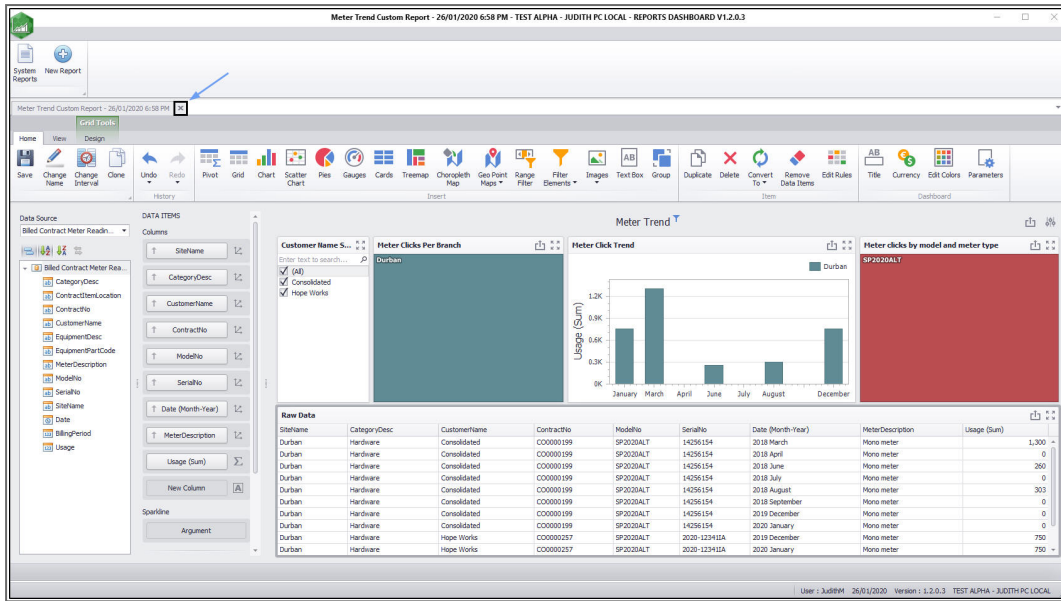 Meter Trend Custom Report - 26/01/2020 6:58 PM - TEST ALPHA - JUDITH PC LOCAL - REPORTS DASHBOARD V1.2.0.3
System Reports
New Report
Meter Trend Custom Report - 26/01/2020 6:58 PM
Grid Tools
Home View Design
Save Change Name Change Interval Clone Undo Redo Pivot Grid Chart Scatter Chart Pies Gauges Cards Treemap Choropleth Map Geo Point Maps Range Filter Filter Elements Images Text Box Group Duplicate Delete Convert To Remove Data Items Edit Rules Title Currency Edit Colors Parameters
History Insert Item Dashboard
Data Source
Billed Contract Meter Readin...
Billed Contract Meter Rea...
CategoryDesc
ContractItemLocation
ContractNo
CustomerName
EquipmentDesc
EquipmentPartCode
MeterDescription
ModelNo
SerialNo
SiteName
Date
BillingPeriod
Usage
DATA ITEMS
Columns
SiteName
CategoryDesc
CustomerName
ContractNo
ModelNo
SerialNo
Date (Month-Year)
MeterDescription
Usage (Sum)
New Column
Sparkline
Argument
Meter Trend
Customer Name S...
Enter text to search...
(All)
Consolidated
Hope Works
Meter Clicks Per Branch
Durban
Meter Click Trend
Durban
Usage (Sum)
1.2K
0.9K
0.6K
0.3K
0K
January March April June July August December
Meter clicks by model and meter type
SP2020ALT
Raw Data
SiteName CategoryDesc CustomerName ContractNo ModelNo SerialNo Date (Month-Year) MeterDescription Usage (Sum)
Durban Hardware Consolidated CO0000199 SP2020ALT 14256154 2018 March Mono meter 1,300
Durban Hardware Consolidated CO0000199 SP2020ALT 14256154 2018 April Mono meter 0
Durban Hardware Consolidated CO0000199 SP2020ALT 14256154 2018 June Mono meter 260
Durban Hardware Consolidated CO0000199 SP2020ALT 14256154 2018 July Mono meter 0
Durban Hardware Consolidated CO0000199 SP2020ALT 14256154 2018 August Mono meter 303
Durban Hardware Consolidated CO0000199 SP2020ALT 14256154 2018 September Mono meter 0
Durban Hardware Consolidated CO0000199 SP2020ALT 14256154 2019 December Mono meter 0
Durban Hardware Consolidated CO0000199 SP2020ALT 14256154 2020 January Mono meter 0
Durban Hardware Hope Works CO0000257 SP2020ALT 2020-12341IA 2019 December Mono meter 750
Durban Hardware Hope Works CO0000257 SP2020ALT 2020-12341IA 2020 January Mono meter 750
User : JudithM 26/01/2020 Version : 1.2.0.3 TEST ALPHA - JUDITH PC LOCAL